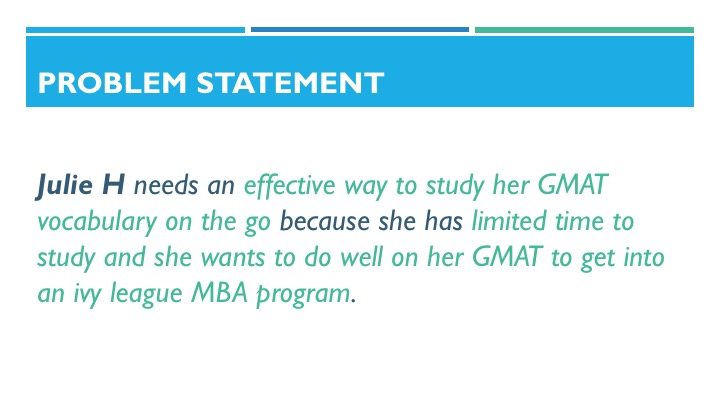 PROBLEM STATEMENT
Julie H needs an effective way to study her GMAT
vocabulary on the go because she has limited time to
study and she wants to do well on her GMAT to get into
an ivy league MBA program.